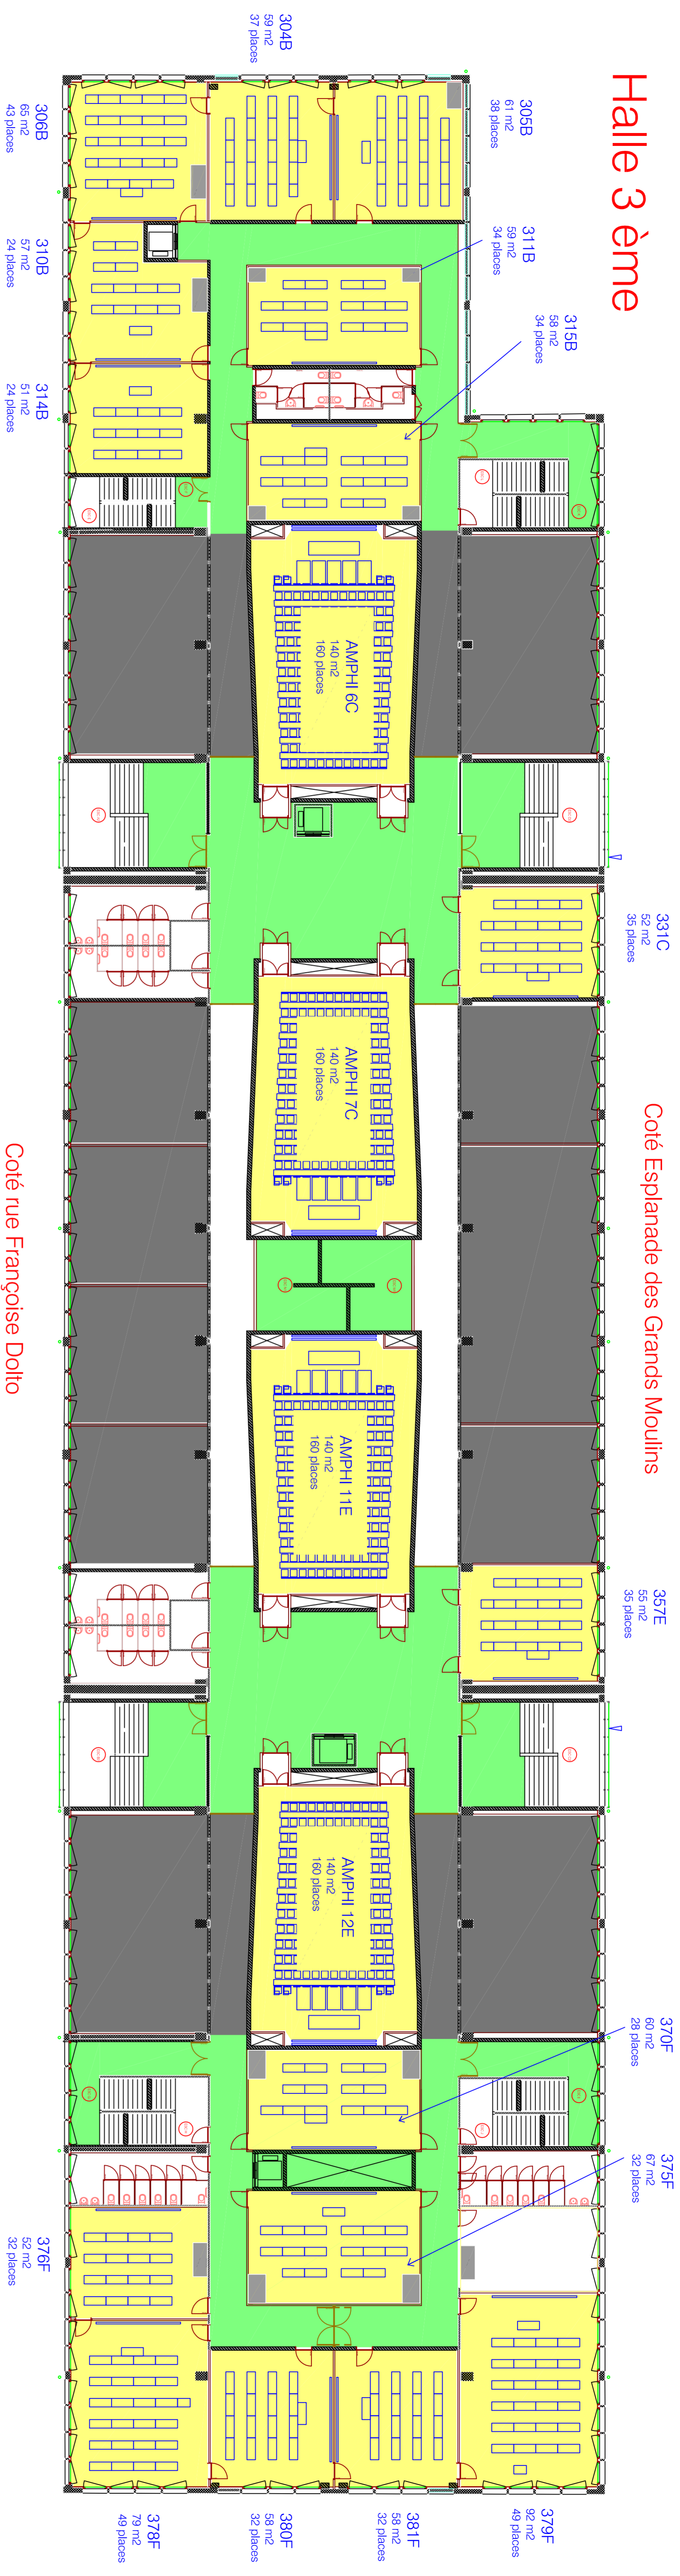 Halle 3 ème
304B
59 m2
37 places
305B
61 m2
38 places
306B
65 m2
43 places
310B
57 m2
24 places
311B
59 m2
34 places
314B
51 m2
24 places
315B
58 m2
34 places
AMPHI 6C
140 m2
160 places
331C
52 m2
35 places
AMPHI 7C
140 m2
160 places
Coté Esplanade des Grands Moulins
Coté rue Françoise Dolto
AMPHI 11E
140 m2
160 places
357E
55 m2
35 places
AMPHI 12E
140 m2
160 places
370F
60 m2
28 places
375F
67 m2
32 places
376F
52 m2
32 places
378F
79 m2
49 places
380F
58 m2
32 places
381F
58 m2
32 places
379F
92 m2
49 places